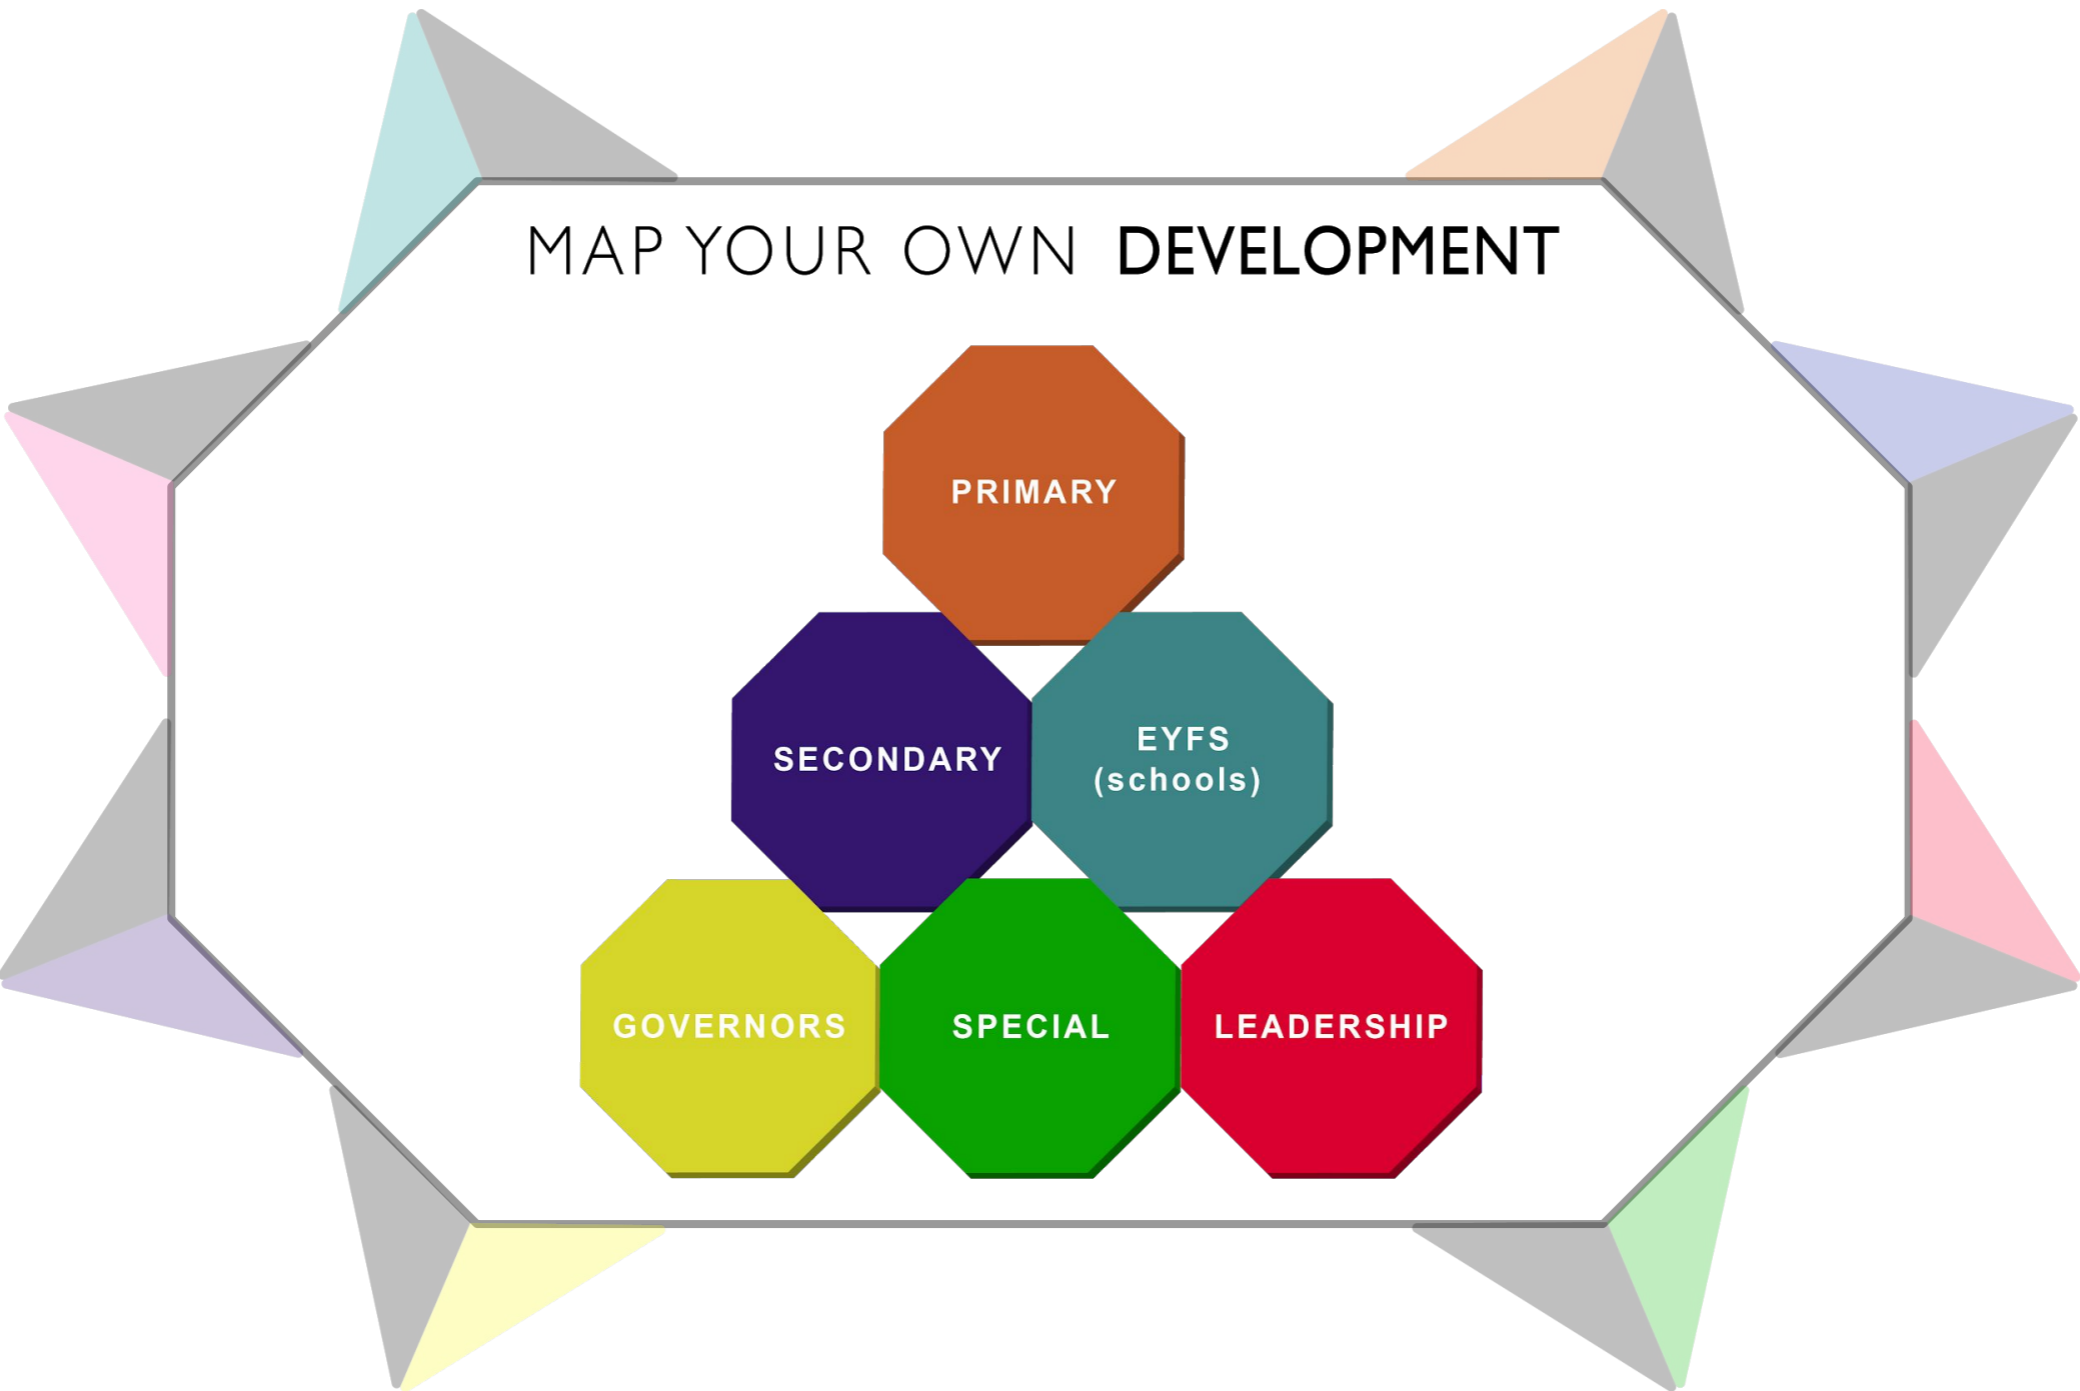 MAP YOUR OWN DEVELOPMENT
PRIMARY
SECONDARY
EYFS
(schools)
GOVERNORS
SPECIAL
LEADERSHIP